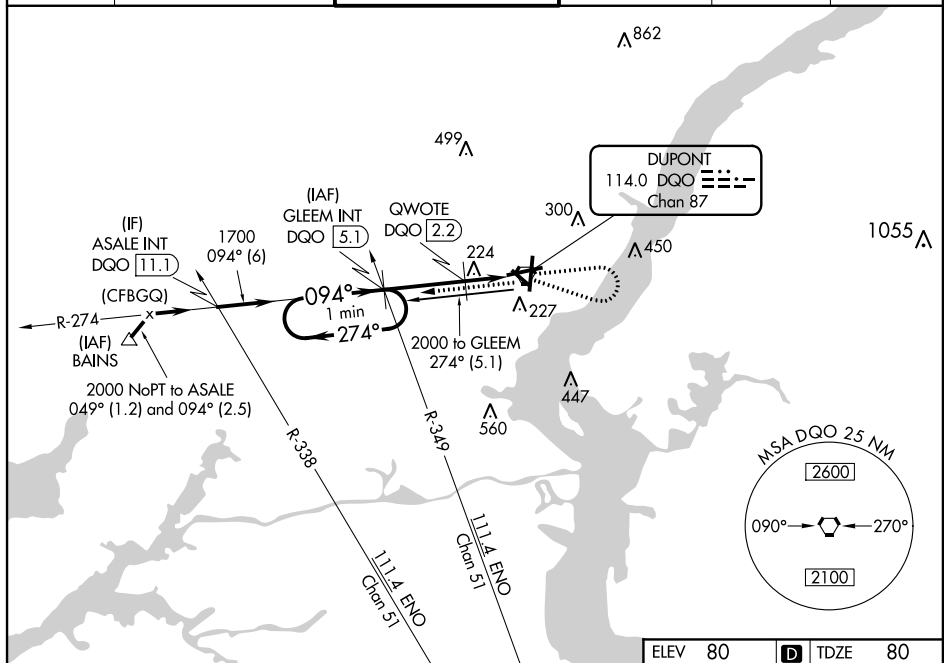 862
499
DUPONT
114.0 DQO
Chan 87
(IAF)
GLEEM INT
DQO 5.1
QWOTE
DQO 2.2
300
1055
(IF)
ASALE INT
DQO 11.1
1700
094° (6)
224
450
(CFBGQ)
094°
1 min
274°
R-274
227
(IAF)
BAINS
2000 to GLEEM
274° (5.1)
2000 NoPT to ASALE
049° (1.2) and 094° (2.5)
447
560
R-338
R-349
MSA DQO 25 NM
2600
090°
270°
2100
111.4 ENO
Chan 51
111.4 ENO
Chan 51
ELEV 80 D TDZE 80